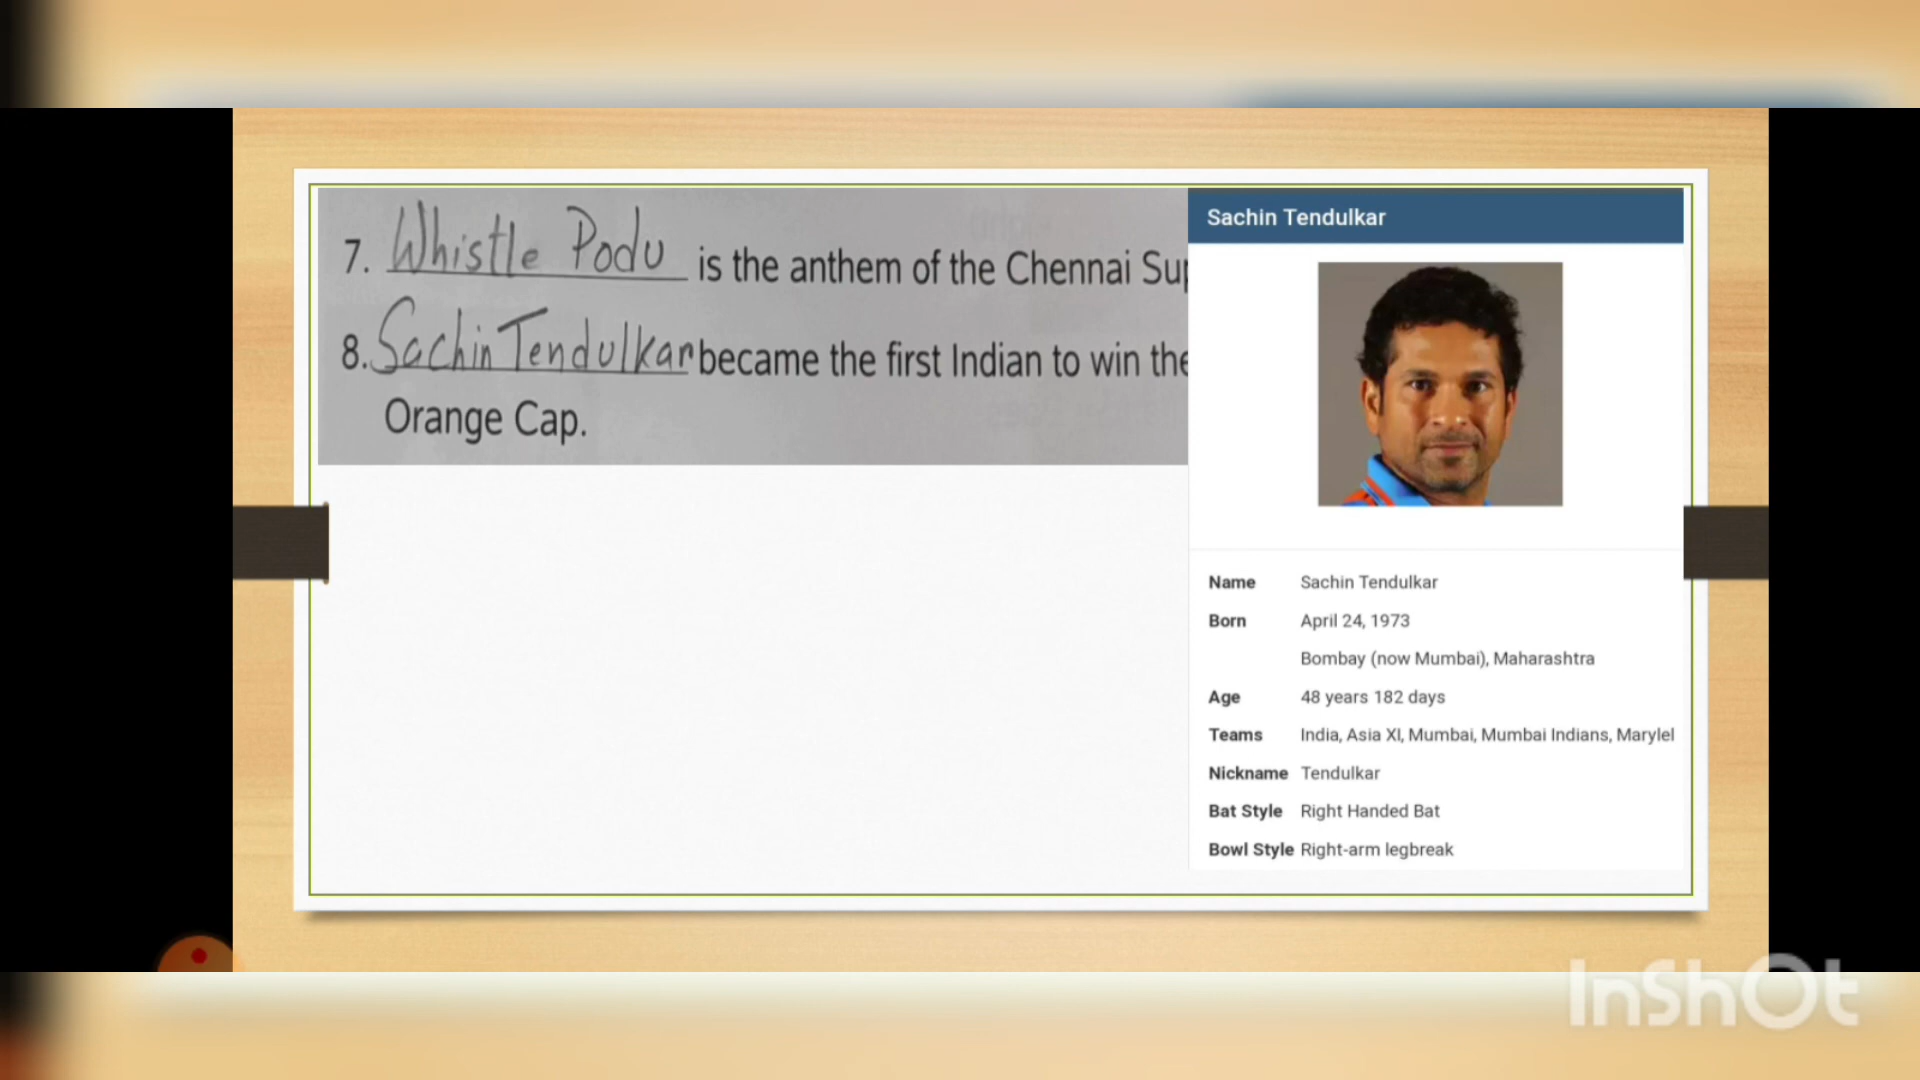 7. Whistle Podu is the anthem of the Chennai Sup
8. Sachin Tendulkar became the first Indian to win the
Orange Cap.
Sachin Tendulkar
Name Sachin Tendulkar
Born April 24, 1973
Bombay (now Mumbai), Maharashtra
Age 48 years 182 days
Teams India, Asia XI, Mumbai, Mumbai Indians, Marylel
Nickname Tendulkar
Bat Style Right Handed Bat
Bowl Style Right-arm legbreak
InShOt